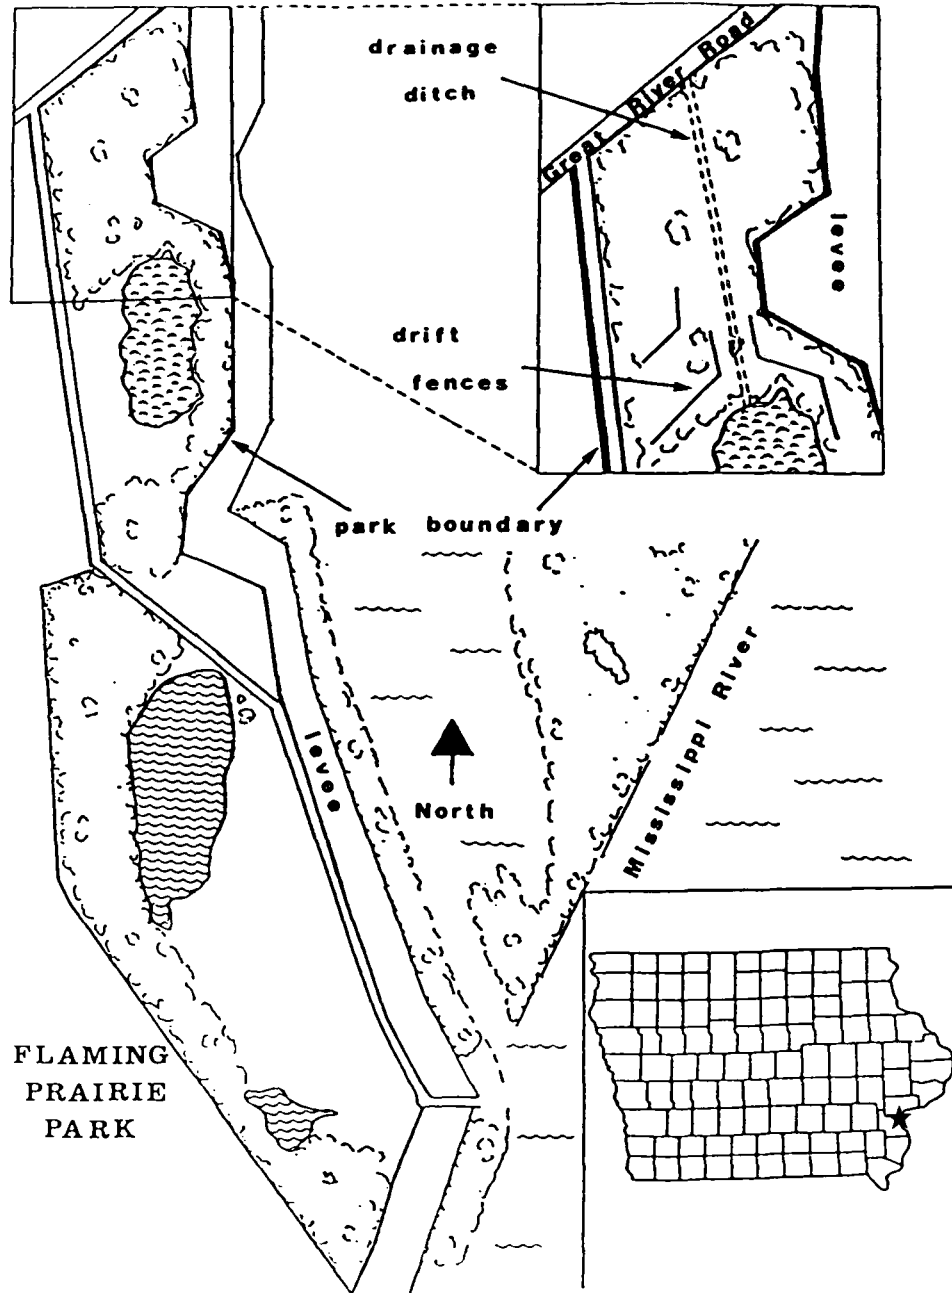 drainage
ditch
Great River Road
levee
drift
fences
park boundary
levee
North
Mississippi River
FLAMING
PRAIRIE
PARK